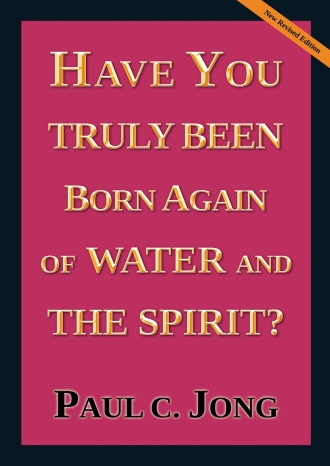 New Revised Edition
HAVE YOU
TRULY BEEN
BORN AGAIN
OF WATER AND
THE SPIRIT?
PAUL C. JONG